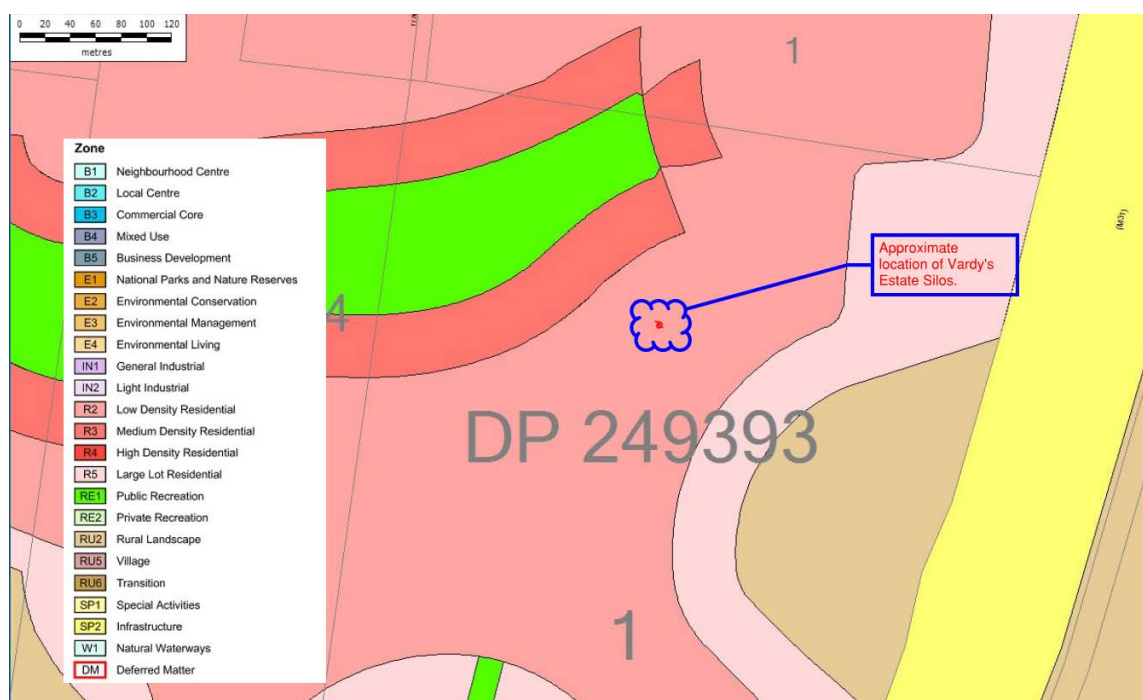 0 20 40 60 80 100 120
metres
1
Zone
B1 Neighbourhood Centre
B2 Local Centre
B3 Commercial Core
B4 Mixed Use
B5 Business Development
E1 National Parks and Nature Reserves
E2 Environmental Conservation
E3 Environmental Management
E4 Environmental Living
IN1 General Industrial
IN2 Light Industrial
R2 Low Density Residential
R3 Medium Density Residential
R4 High Density Residential
R5 Large Lot Residential
RE1 Public Recreation
RE2 Private Recreation
RU2 Rural Landscape
RU5 Village
RU6 Transition
SP1 Special Activities
SP2 Infrastructure
W1 Natural Waterways
DM Deferred Matter
4
Approximate
location of Vardy's
Estate Silos.
DP 249393
1